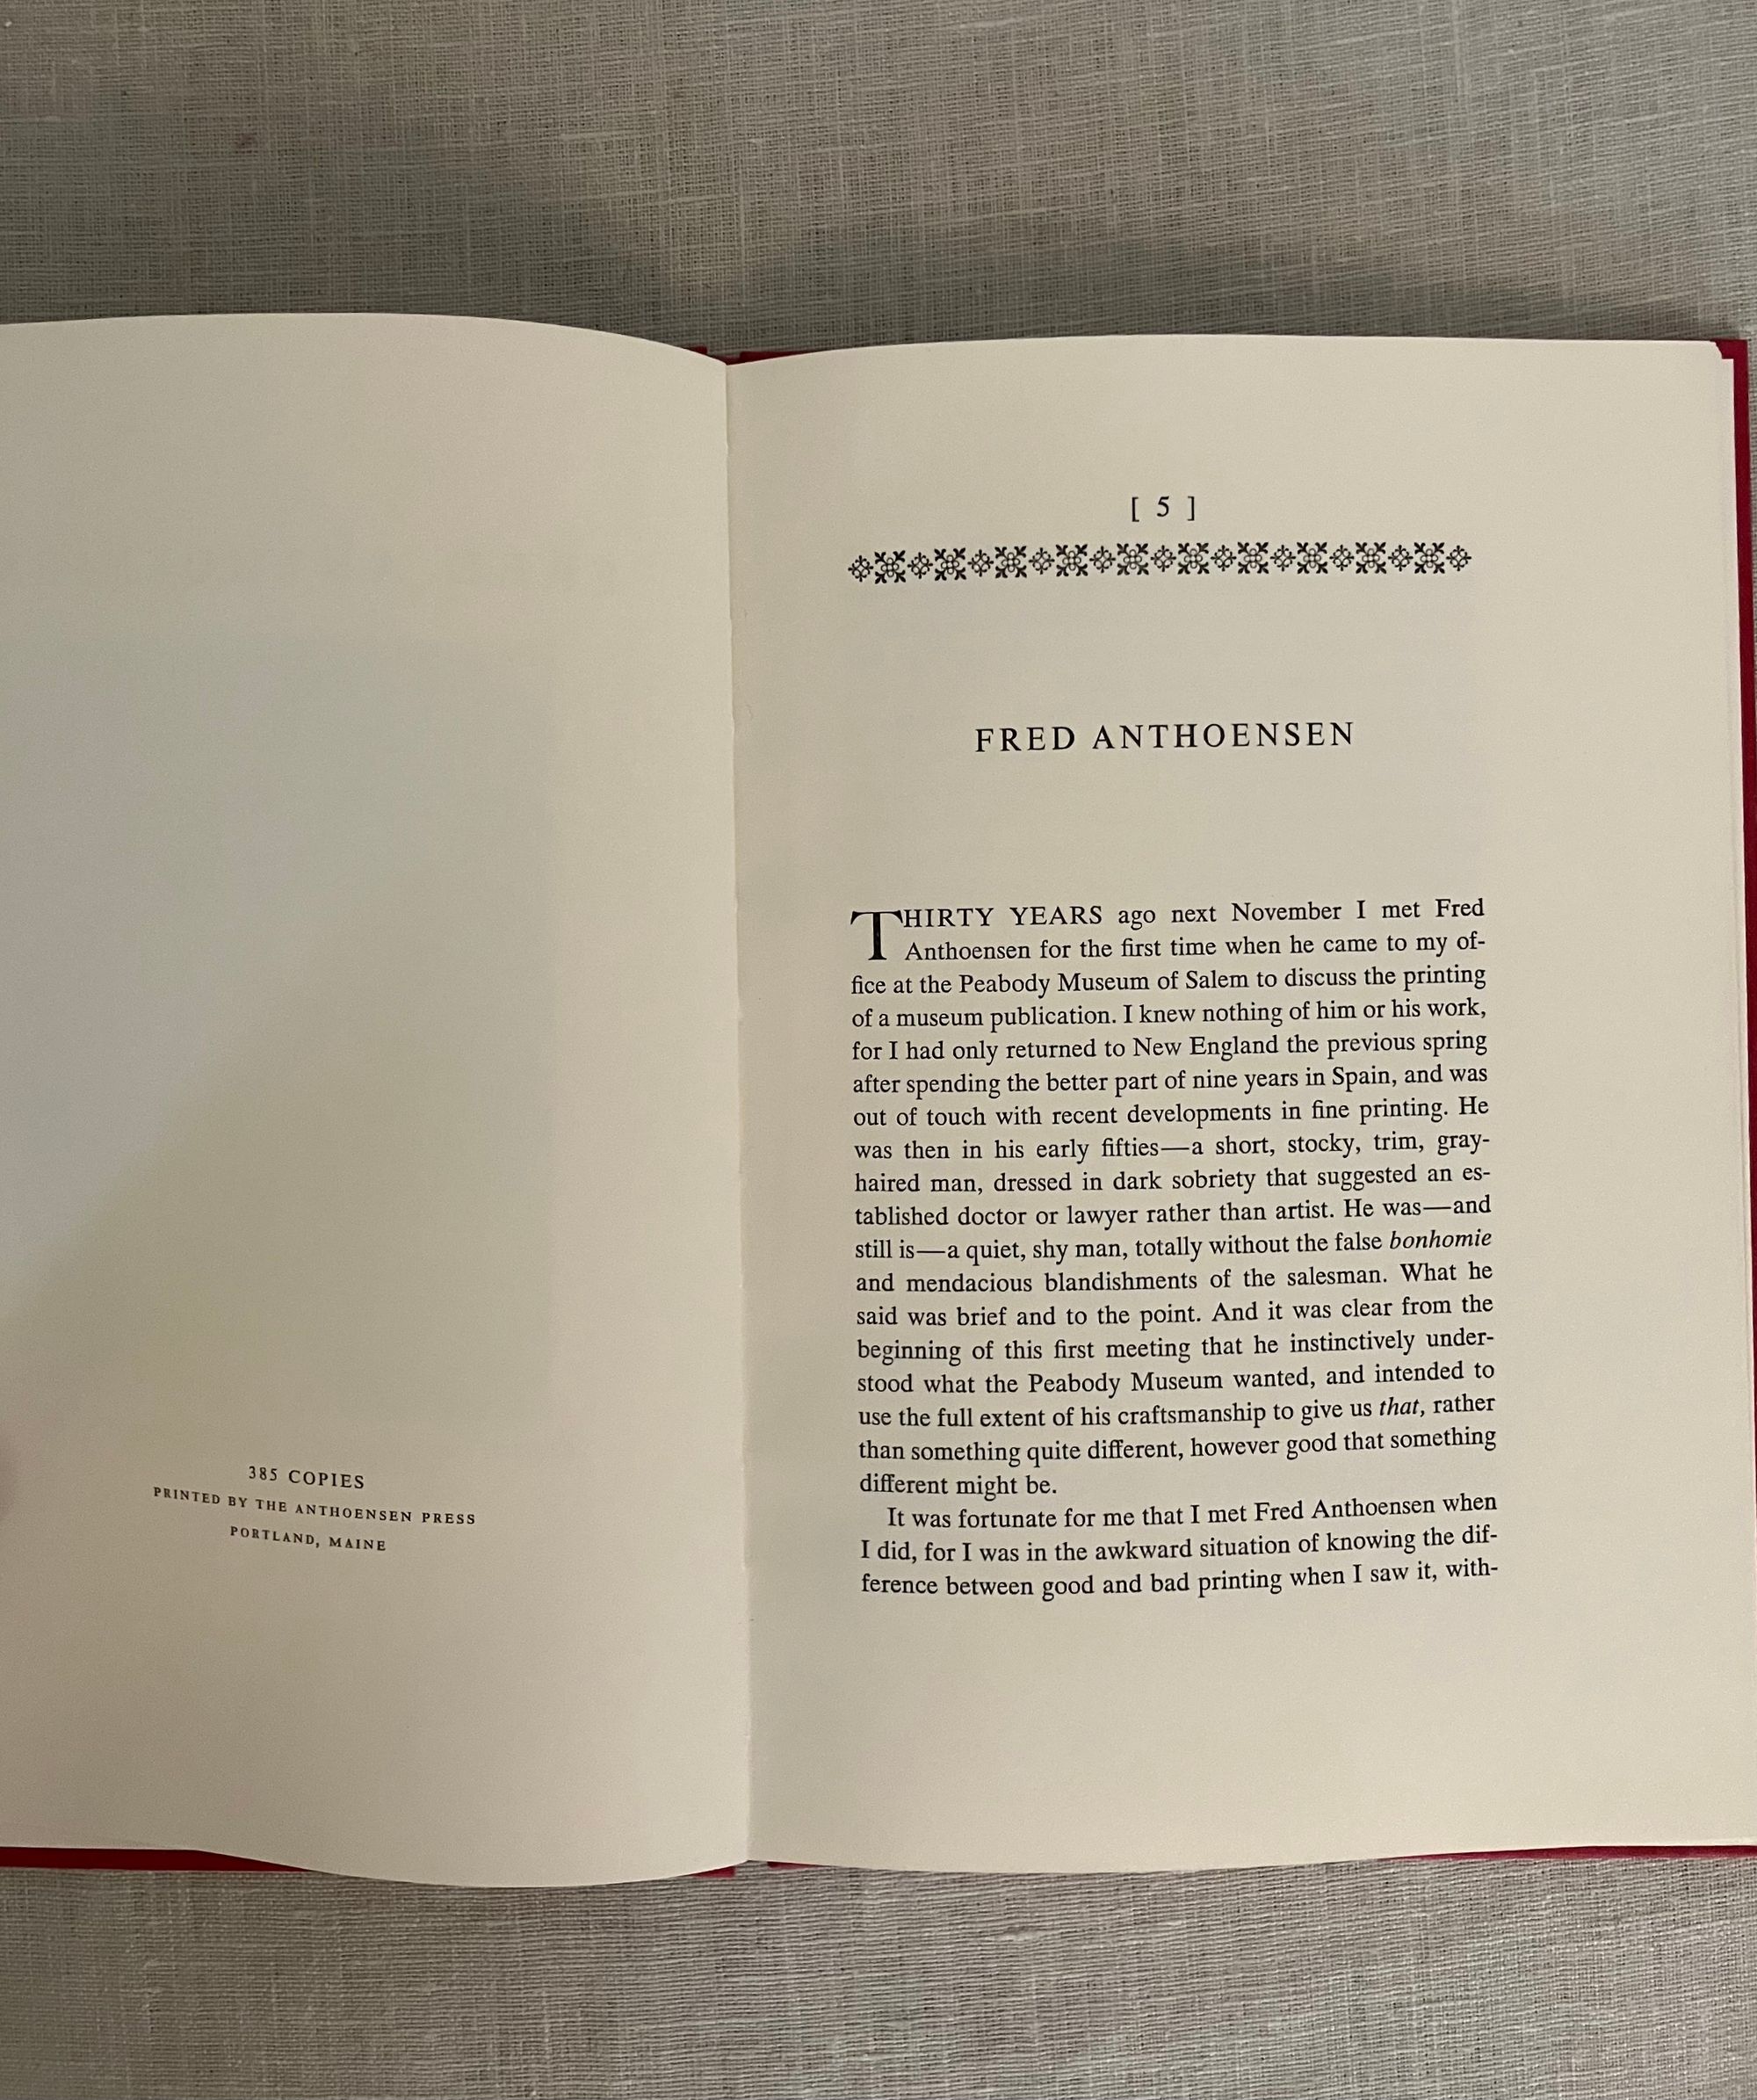 385 COPIES
PRINTED BY THE ANTHOENSEN PRESS
PORTLAND, MAINE
[ 5 ]
FRED ANTHOENSEN
THIRTY YEARS ago next November I met Fred
Anthoensen for the first time when he came to my of-
fice at the Peabody Museum of Salem to discuss the printing
of a museum publication. I knew nothing of him or his work,
for I had only returned to New England the previous spring
after spending the better part of nine years in Spain, and was
out of touch with recent developments in fine printing. He
was then in his early fifties—a short, stocky, trim, gray-
haired man, dressed in dark sobriety that suggested an es-
tablished doctor or lawyer rather than artist. He was—and
still is—a quiet, shy man, totally without the false bonhomie
and mendacious blandishments of the salesman. What he
said was brief and to the point. And it was clear from the
beginning of this first meeting that he instinctively under-
stood what the Peabody Museum wanted, and intended to
use the full extent of his craftsmanship to give us that, rather
than something quite different, however good that something
different might be.
It was fortunate for me that I met Fred Anthoensen when
I did, for I was in the awkward situation of knowing the dif-
ference between good and bad printing when I saw it, with-